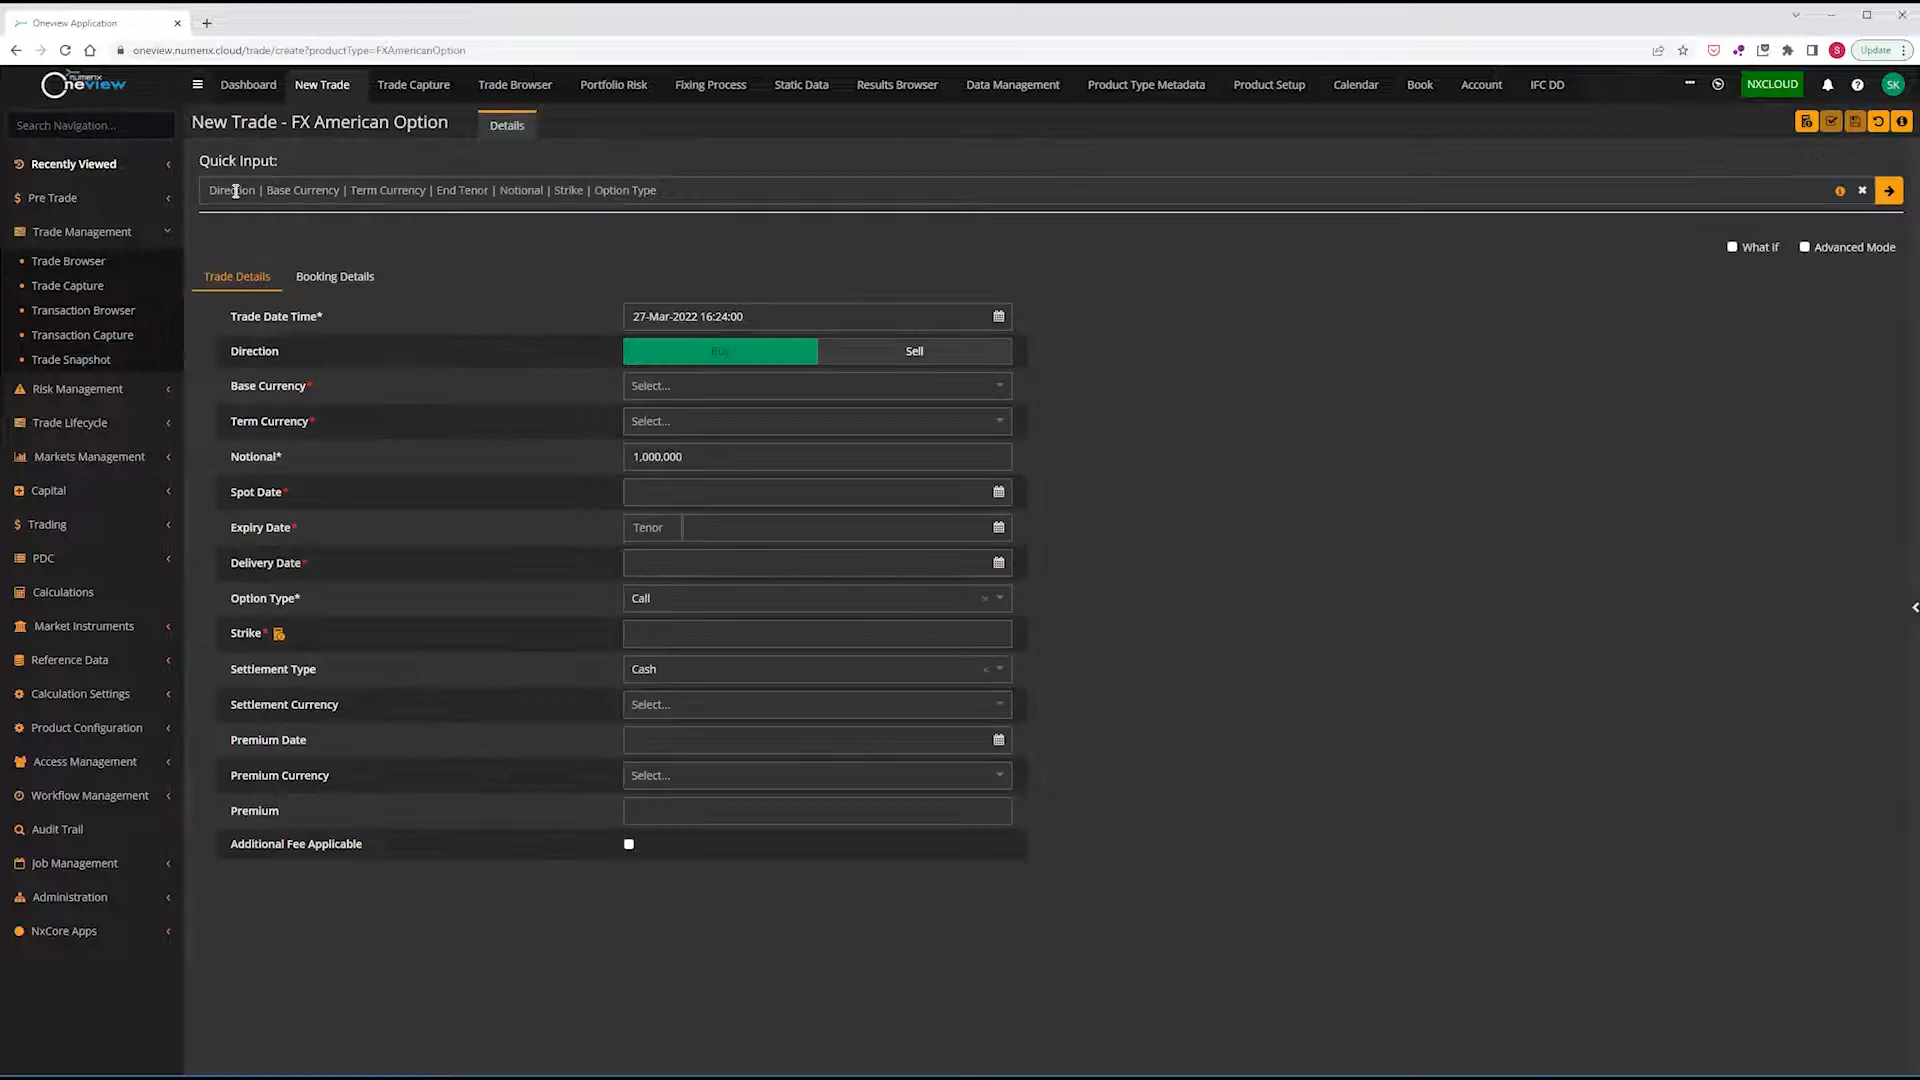 Oneview Application
oneview.numerix.cloud/trade/create?productType=FXAmericanOption
Update
numerix
Oneview
Dashboard
New Trade
Trade Capture
Trade Browser
Portfolio Risk
Fixing Process
Static Data
Results Browser
Data Management
Product Type Metadata
Product Setup
Calendar
Book
Account
IFC DD
NXCLOUD
SK
Search Navigation...
New Trade - FX American Option
Details
Recently Viewed
Pre Trade
Trade Management
Trade Browser
Trade Capture
Transaction Browser
Transaction Capture
Trade Snapshot
Risk Management
Trade Lifecycle
Markets Management
Capital
Trading
PDC
Calculations
Market Instruments
Reference Data
Calculation Settings
Product Configuration
Access Management
Workflow Management
Audit Trail
Job Management
Administration
NxCore Apps
Quick Input:
Direction | Base Currency | Term Currency | End Tenor | Notional | Strike | Option Type
What If
Advanced Mode
Trade Details
Booking Details
Trade Date Time* 27-Mar-2022 16:24:00
Direction Buy Sell
Base Currency* Select...
Term Currency* Select...
Notional* 1,000,000
Spot Date*
Expiry Date* Tenor
Delivery Date*
Option Type* Call
Strike*
Settlement Type Cash
Settlement Currency Select...
Premium Date
Premium Currency Select...
Premium
Additional Fee Applicable